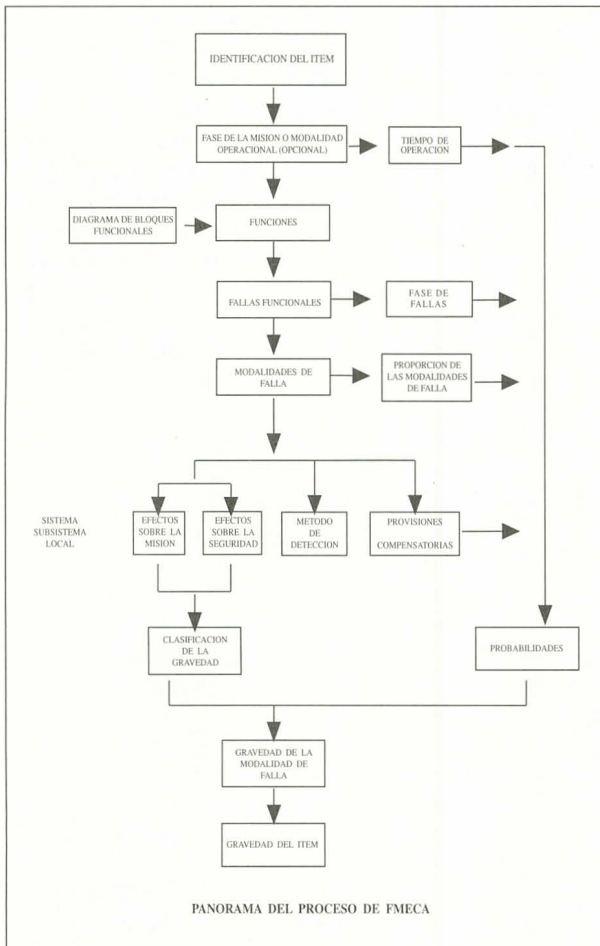 IDENTIFICACION DEL ITEM
FASE DE LA MISION O MODALIDAD
OPERACIONAL (OPCIONAL)
TIEMPO DE
OPERACION
DIAGRAMA DE BLOQUES
FUNCIONALES
FUNCIONES
FALLAS FUNCIONALES
FASE DE
FALLAS
MODALIDADES DE
FALLA
PROPORCION DE
LAS MODALIDADES
DE FALLA
SISTEMA
SUBSISTEMA
LOCAL
EFECTOS
SOBRE LA
MISION
EFECTOS
SOBRE LA
SEGURIDAD
METODO
DE
DETECCION
PROVISIONES
COMPENSATORIAS
CLASIFICACION
DE LA
GRAVEDAD
PROBABILIDADES
GRAVEDAD DE LA
MODALIDAD DE
FALLA
GRAVEDAD DEL ITEM
PANORAMA DEL PROCESO DE FMECA